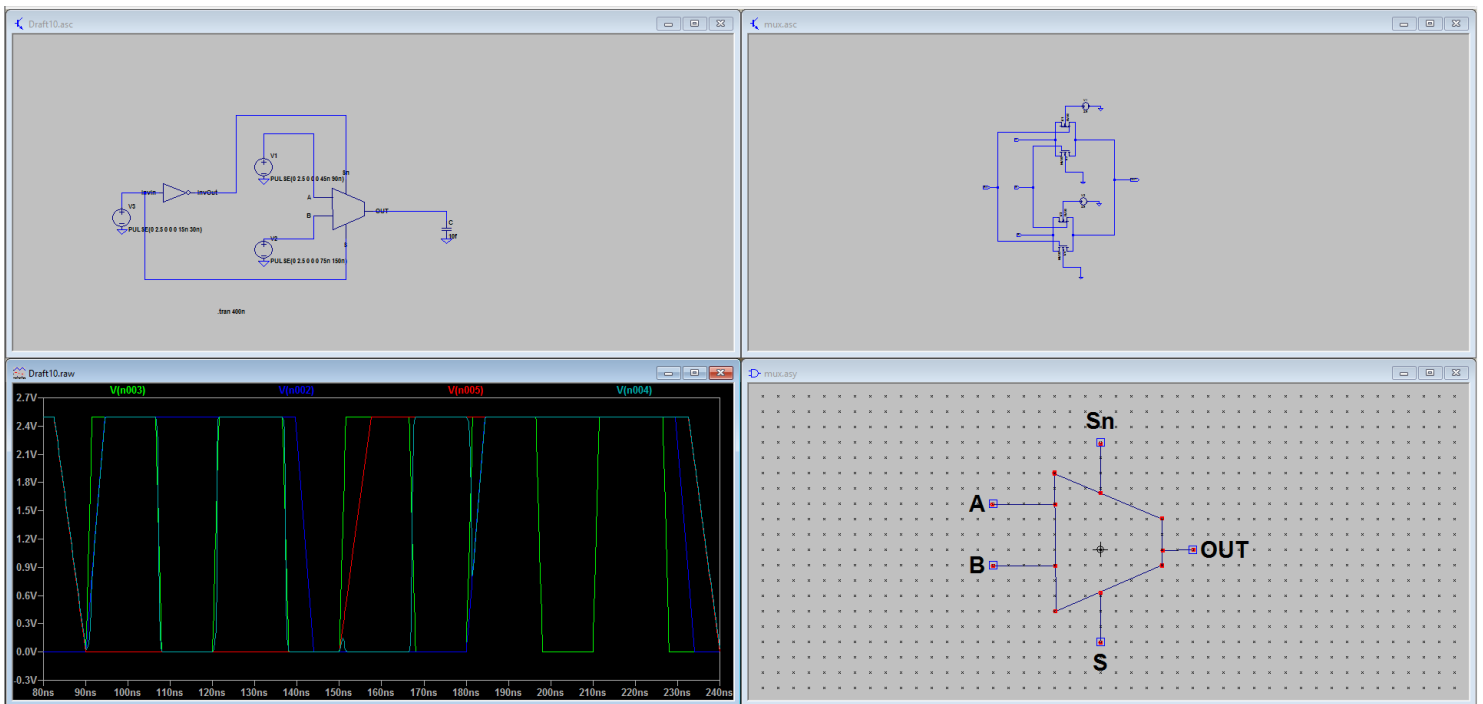 Draft10.asc
V1
PULSE(0 2.5 0 0 0 45n 90n)
Sn
InvIn
InvOut
V3
PULSE(0 2.5 0 0 0 15n 30n)
A
B
OUT
V2
PULSE(0 2.5 0 0 0 75n 150n)
S
C
10f
.tran 400n
mux.asc
Draft10.raw
V(n003) V(n002) V(n005) V(n004)
2.7V
2.4V
2.1V
1.8V
1.5V
1.2V
0.9V
0.6V
0.3V
0.0V
-0.3V
80ns 90ns 100ns 110ns 120ns 130ns 140ns 150ns 160ns 170ns 180ns 190ns 200ns 210ns 220ns 230ns 240ns
mux.asy
Sn
A
B
OUT
S